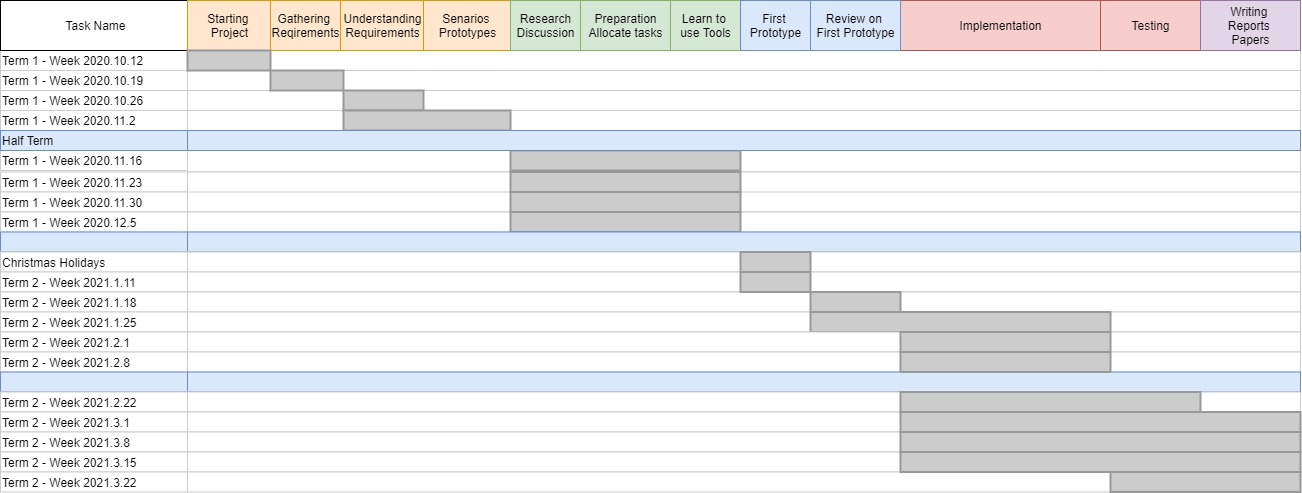 Task Name
Starting
Project
Gathering
Reqirements
Understanding
Requirements
Senarios
Prototypes
Research
Discussion
Preparation
Allocate tasks
Learn to
use Tools
First
Prototype
Review on
First Prototype
Implementation
Testing
Writing
Reports
Papers
Term 1 - Week 2020.10.12
Term 1 - Week 2020.10.19
Term 1 - Week 2020.10.26
Term 1 - Week 2020.11.2
Half Term
Term 1 - Week 2020.11.16
Term 1 - Week 2020.11.23
Term 1 - Week 2020.11.30
Term 1 - Week 2020.12.5
Christmas Holidays
Term 2 - Week 2021.1.11
Term 2 - Week 2021.1.18
Term 2 - Week 2021.1.25
Term 2 - Week 2021.2.1
Term 2 - Week 2021.2.8
Term 2 - Week 2021.2.22
Term 2 - Week 2021.3.1
Term 2 - Week 2021.3.8
Term 2 - Week 2021.3.15
Term 2 - Week 2021.3.22